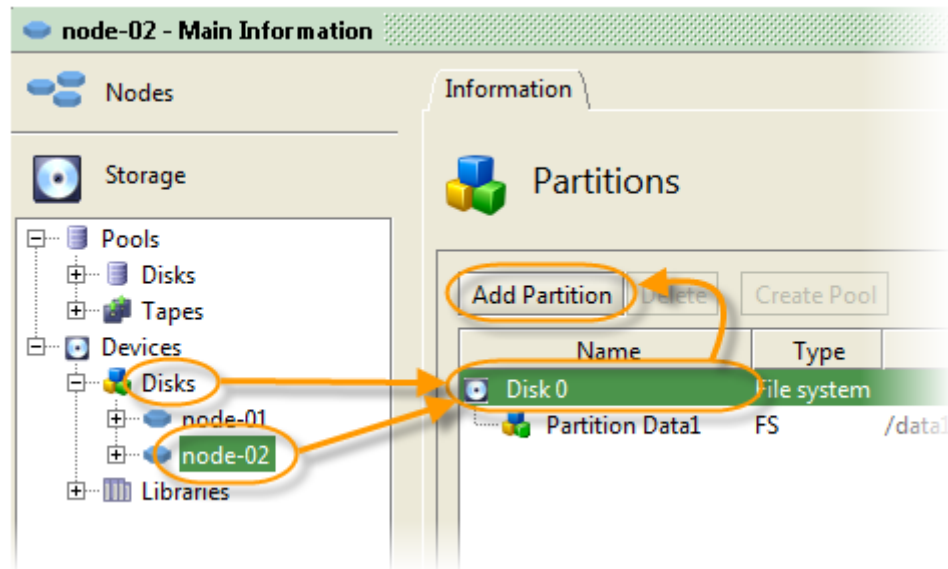 node-02 - Main Information
Nodes
Storage
Pools
Disks
Tapes
Devices
Disks
node-01
node-02
Libraries
Information
Partitions
Add Partition Delete Create Pool
Name Type
Disk 0 File system
Partition Data1 FS /data1